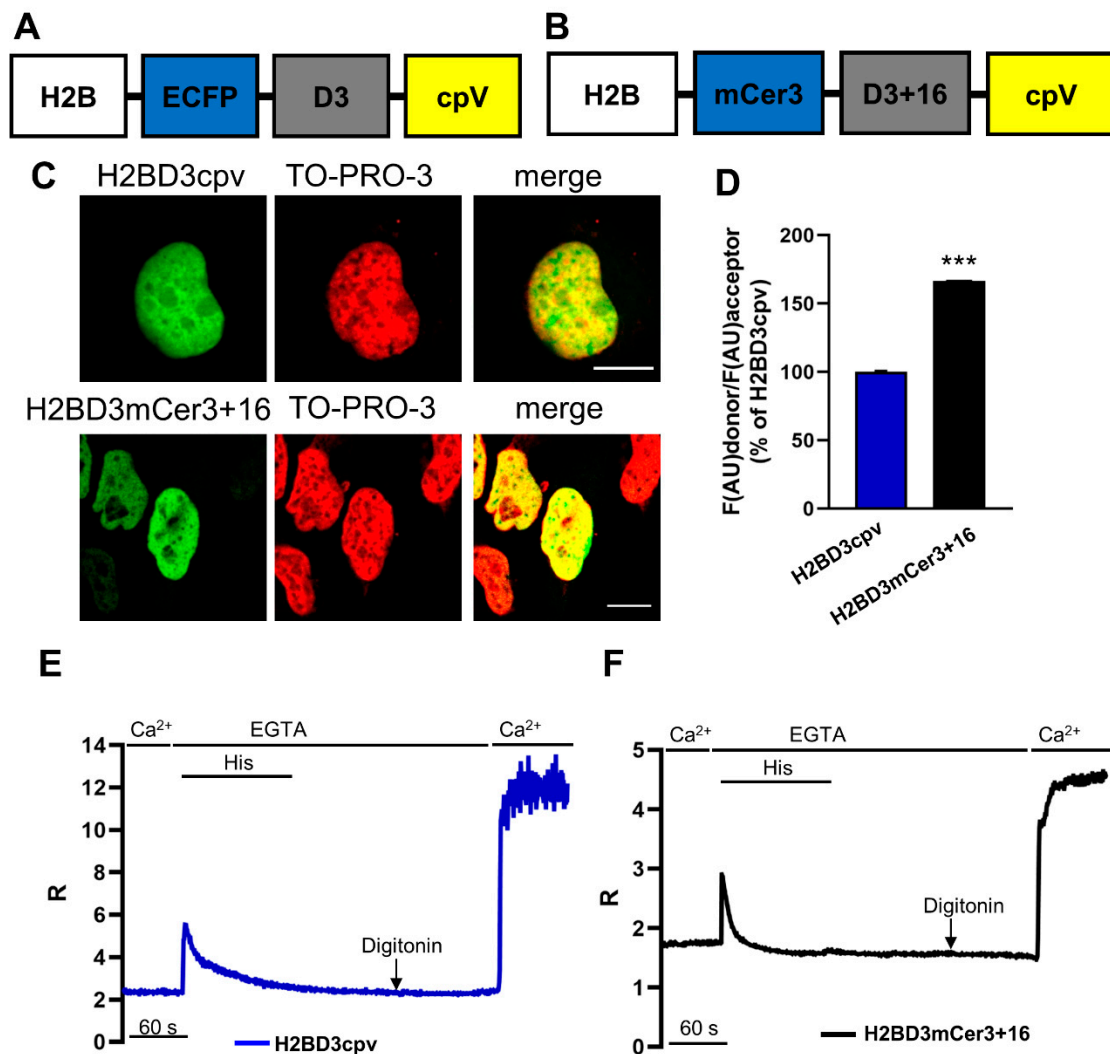 A
H2B ECFP D3 cpV
B
H2B mCer3 D3+16 cpV
C
H2BD3cpv TO-PRO-3 merge
H2BD3mCer3+16 TO-PRO-3 merge
D
F(AU)donor/F(AU)acceptor
(% of H2BD3cpv)
200
150
100
50
0
***
H2BD3cpv
H2BD3mCer3+16
E
Ca²⁺ EGTA Ca²⁺
His
14
12
10
8
6
4
2
0
R
Digitonin
60 s
H2BD3cpv
F
Ca²⁺ EGTA Ca²⁺
His
5
4
3
2
1
0
R
Digitonin
60 s
H2BD3mCer3+16